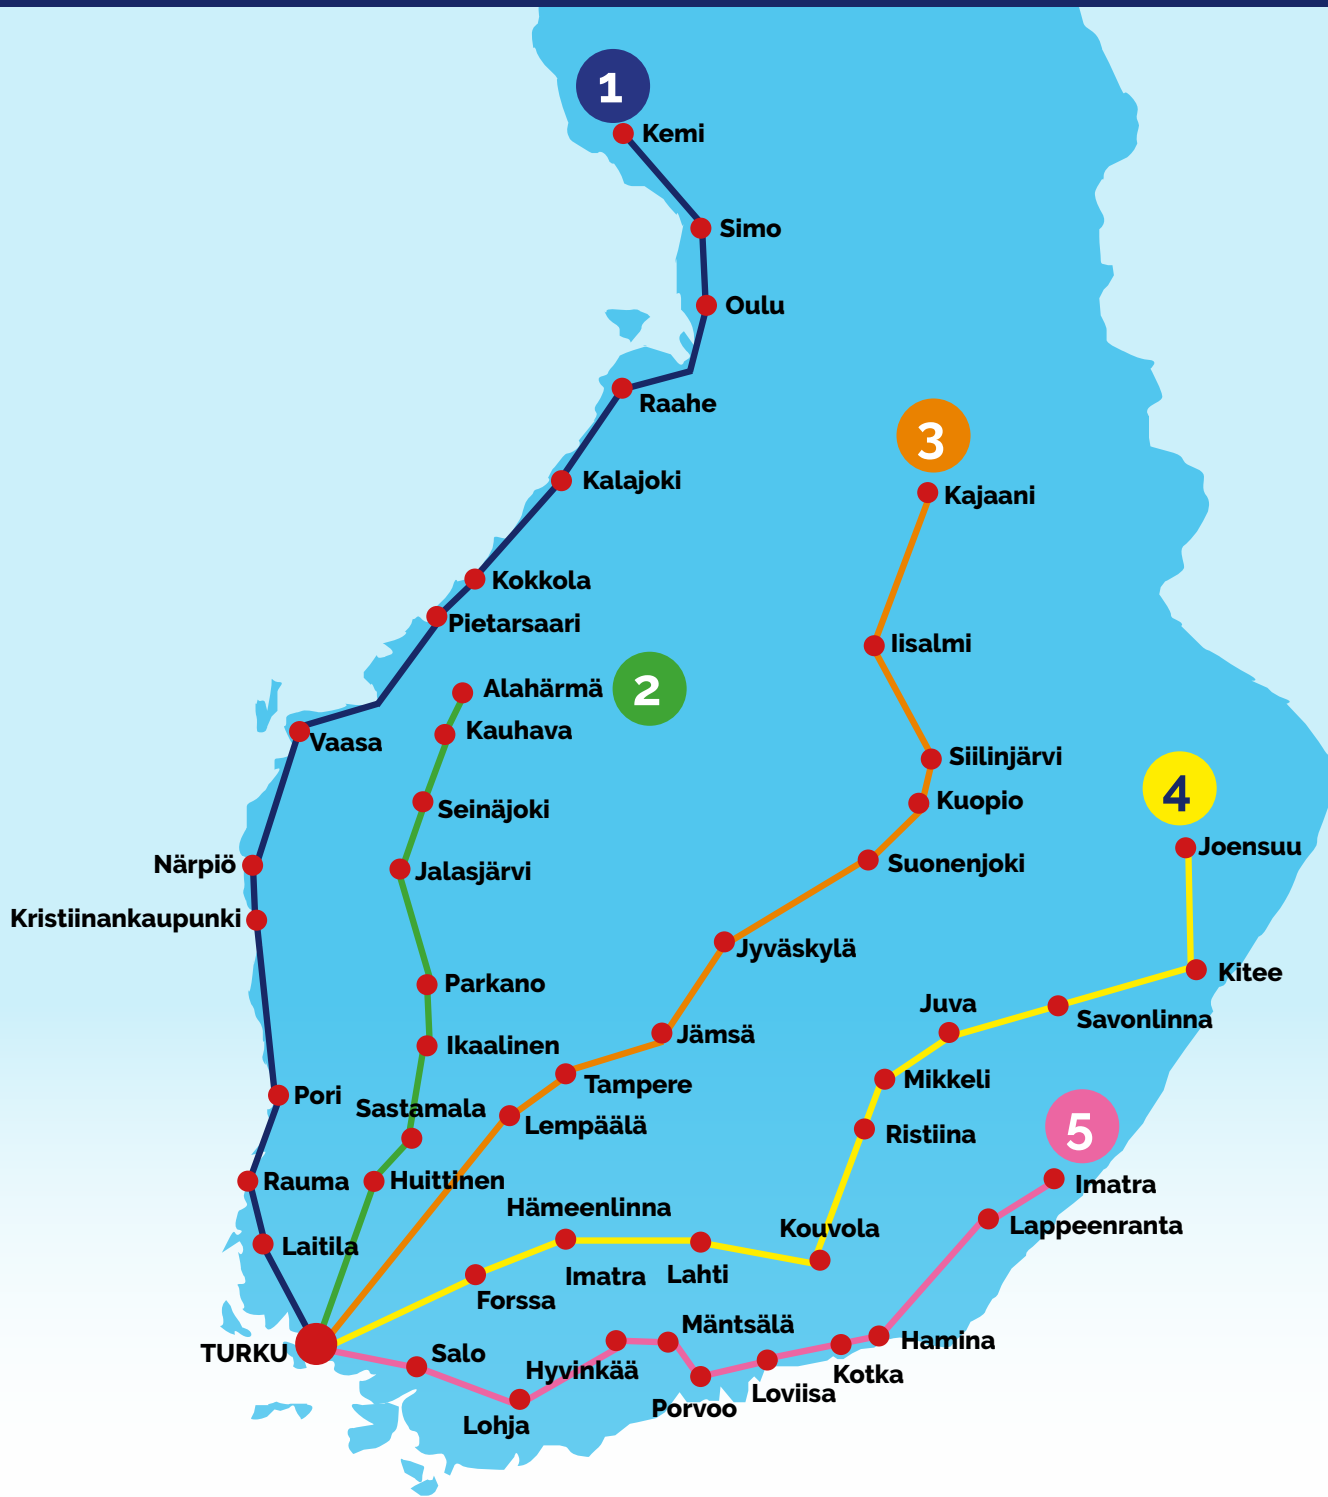 1
Kemi
Simo
Oulu
Raahe
3
Kalajoki
Kajaani
Kokkola
Pietarsaari
Iisalmi
Alahärmä
2
Kauhava
Vaasa
Siilinjärvi
4
Seinäjoki
Kuopio
Joensuu
Närpiö
Jalasjärvi
Suonenjoki
Kristiinankaupunki
Jyväskylä
Kitee
Parkano
Juva
Savonlinna
Ikaalinen
Jämsä
Tampere
Mikkeli
Pori
Sastamala
Lempäälä
Ristiina
5
Rauma
Huittinen
Imatra
Hämeenlinna
Kouvola
Lappeenranta
Laitila
Imatra
Lahti
Forssa
Mäntsälä
Hamina
TURKU
Salo
Hyvinkää
Kotka
Loviisa
Porvoo
Lohja